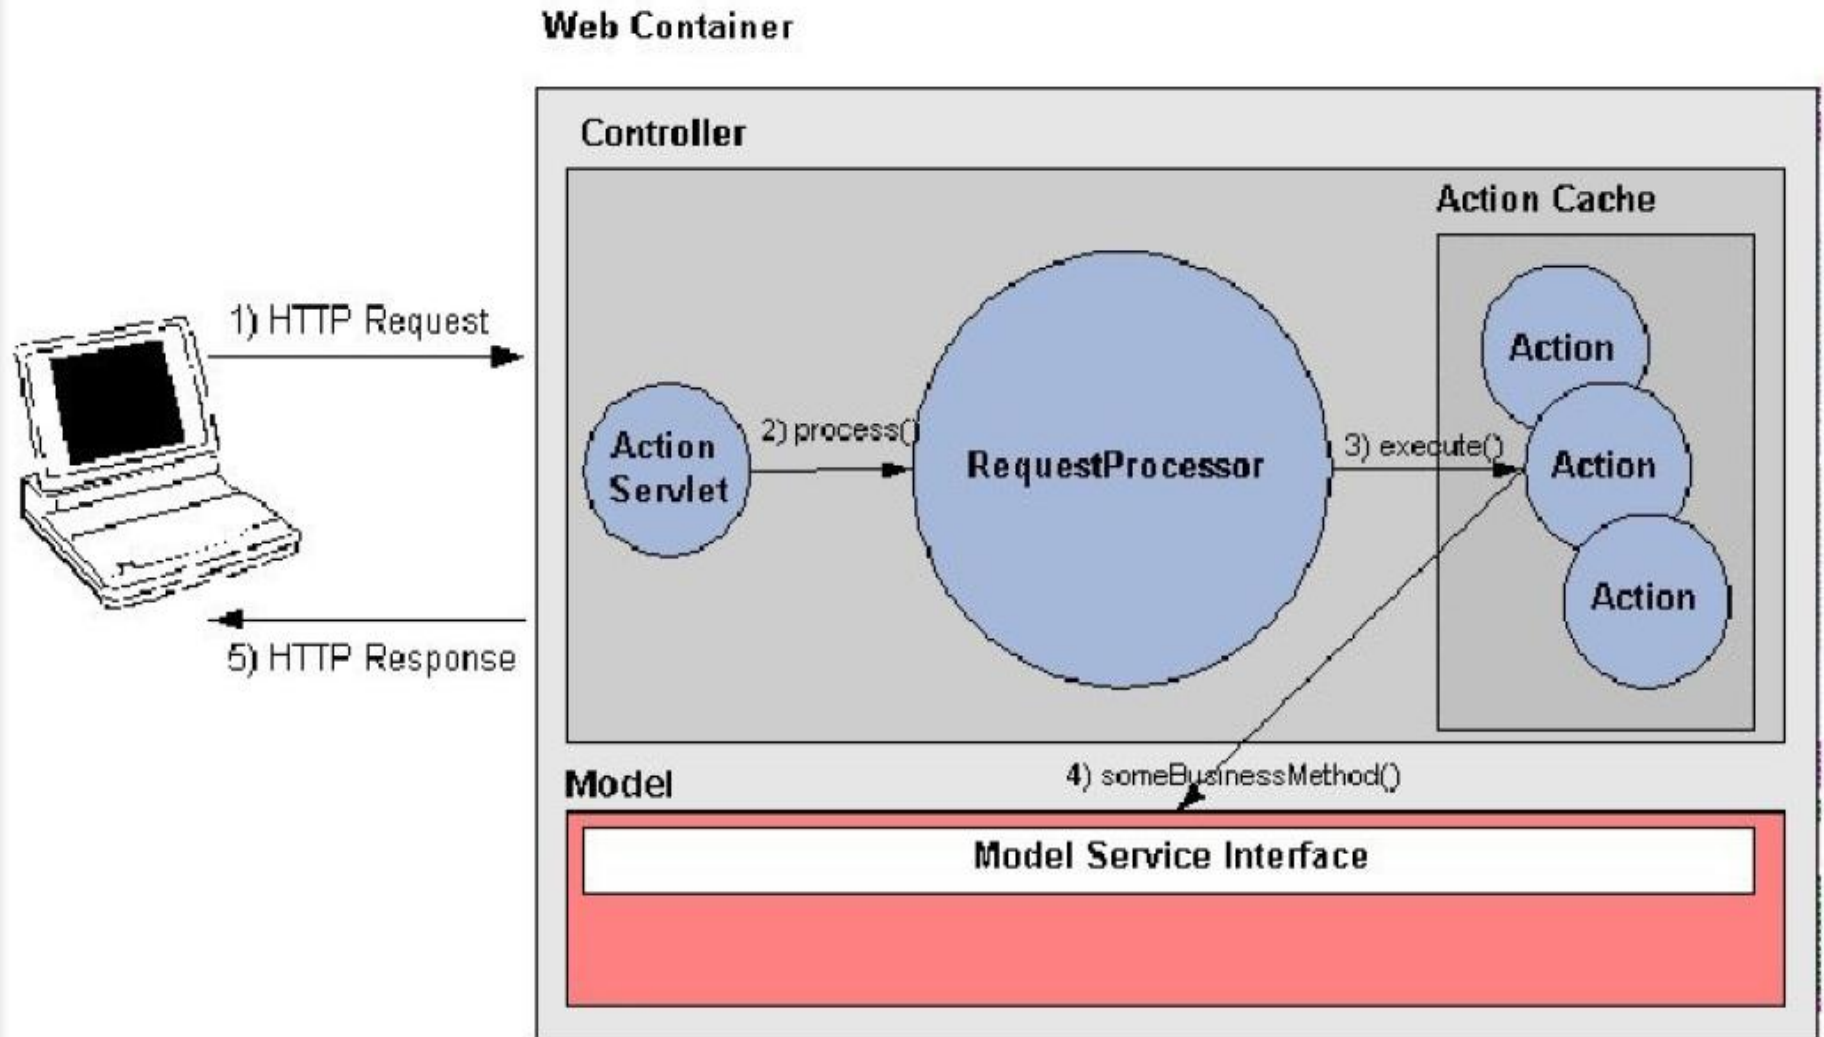 Web Container
Controller
Action Cache
1) HTTP Request
Action
Action
Servlet
2) process()
RequestProcessor
3) execute()
Action
Action
5) HTTP Response
4) someBusinessMethod()
Model
Model Service Interface